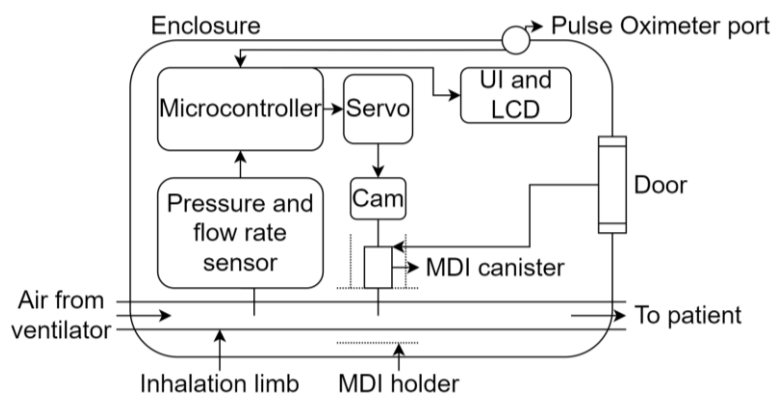 Enclosure
Pulse Oximeter port
Microcontroller
Servo
UI and
LCD
Door
Pressure and
flow rate
sensor
Cam
MDI canister
Air from
ventilator
To patient
Inhalation limb
MDI holder